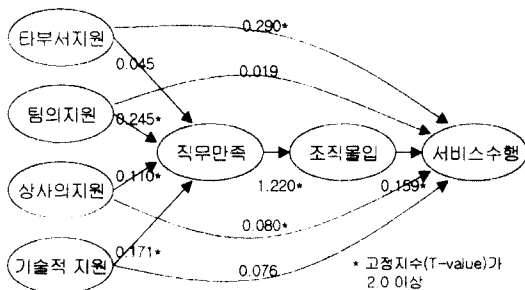 타부서지원
0.290*
0.045
0.019
팀의지원
0.245*
직무만족
조직몰입
서비스수행
0.110*
1.220*
0.159*
상사의지원
0.080*
0.171*
기술적 지원
0.076
* 고정지수(T-value)가
2.0 이상